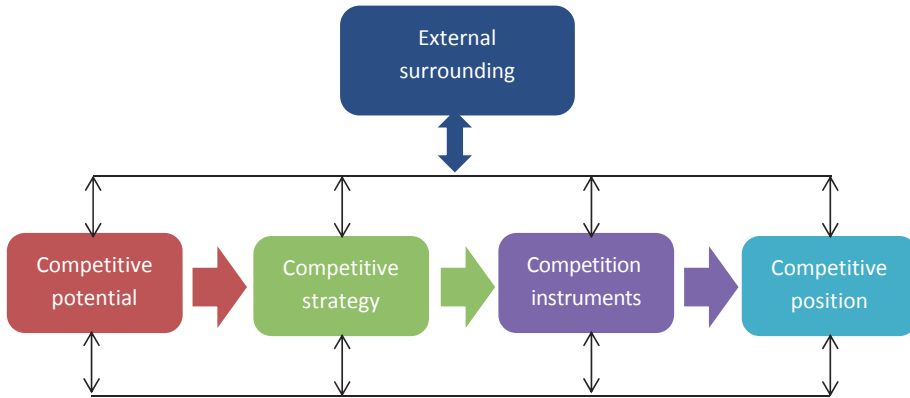 External
surrounding
Competitive
potential
Competitive
strategy
Competition
instruments
Competitive
position